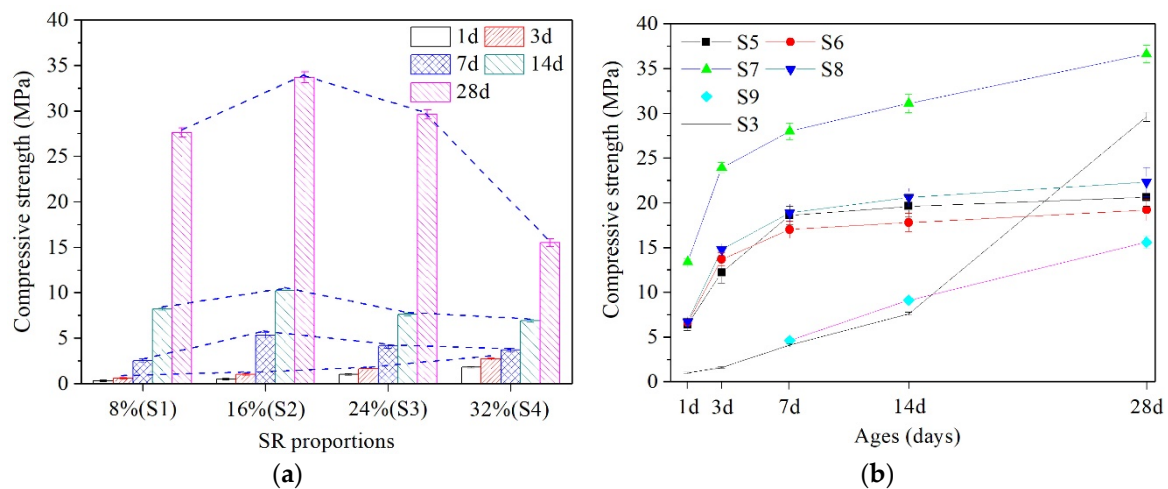 40
35
30
25
20
15
10
5
0
Compressive strength (MPa)
1d 3d
7d 14d
28d
8%(S1) 16%(S2) 24%(S3) 32%(S4)
SR proportions
(a)
40
35
30
25
20
15
10
5
0
Compressive strength (MPa)
S5 S6
S7 S8
S9
S3
1d 3d 7d 14d 28d
Ages (days)
(b)